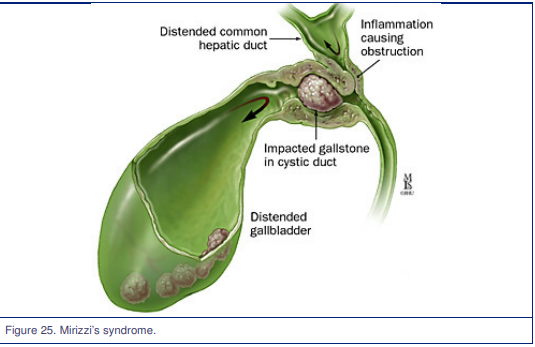 Distended common
hepatic duct
Inflammation
causing
obstruction
Impacted gallstone
in cystic duct
Distended
gallbladder
Figure 25. Mirizzi's syndrome.